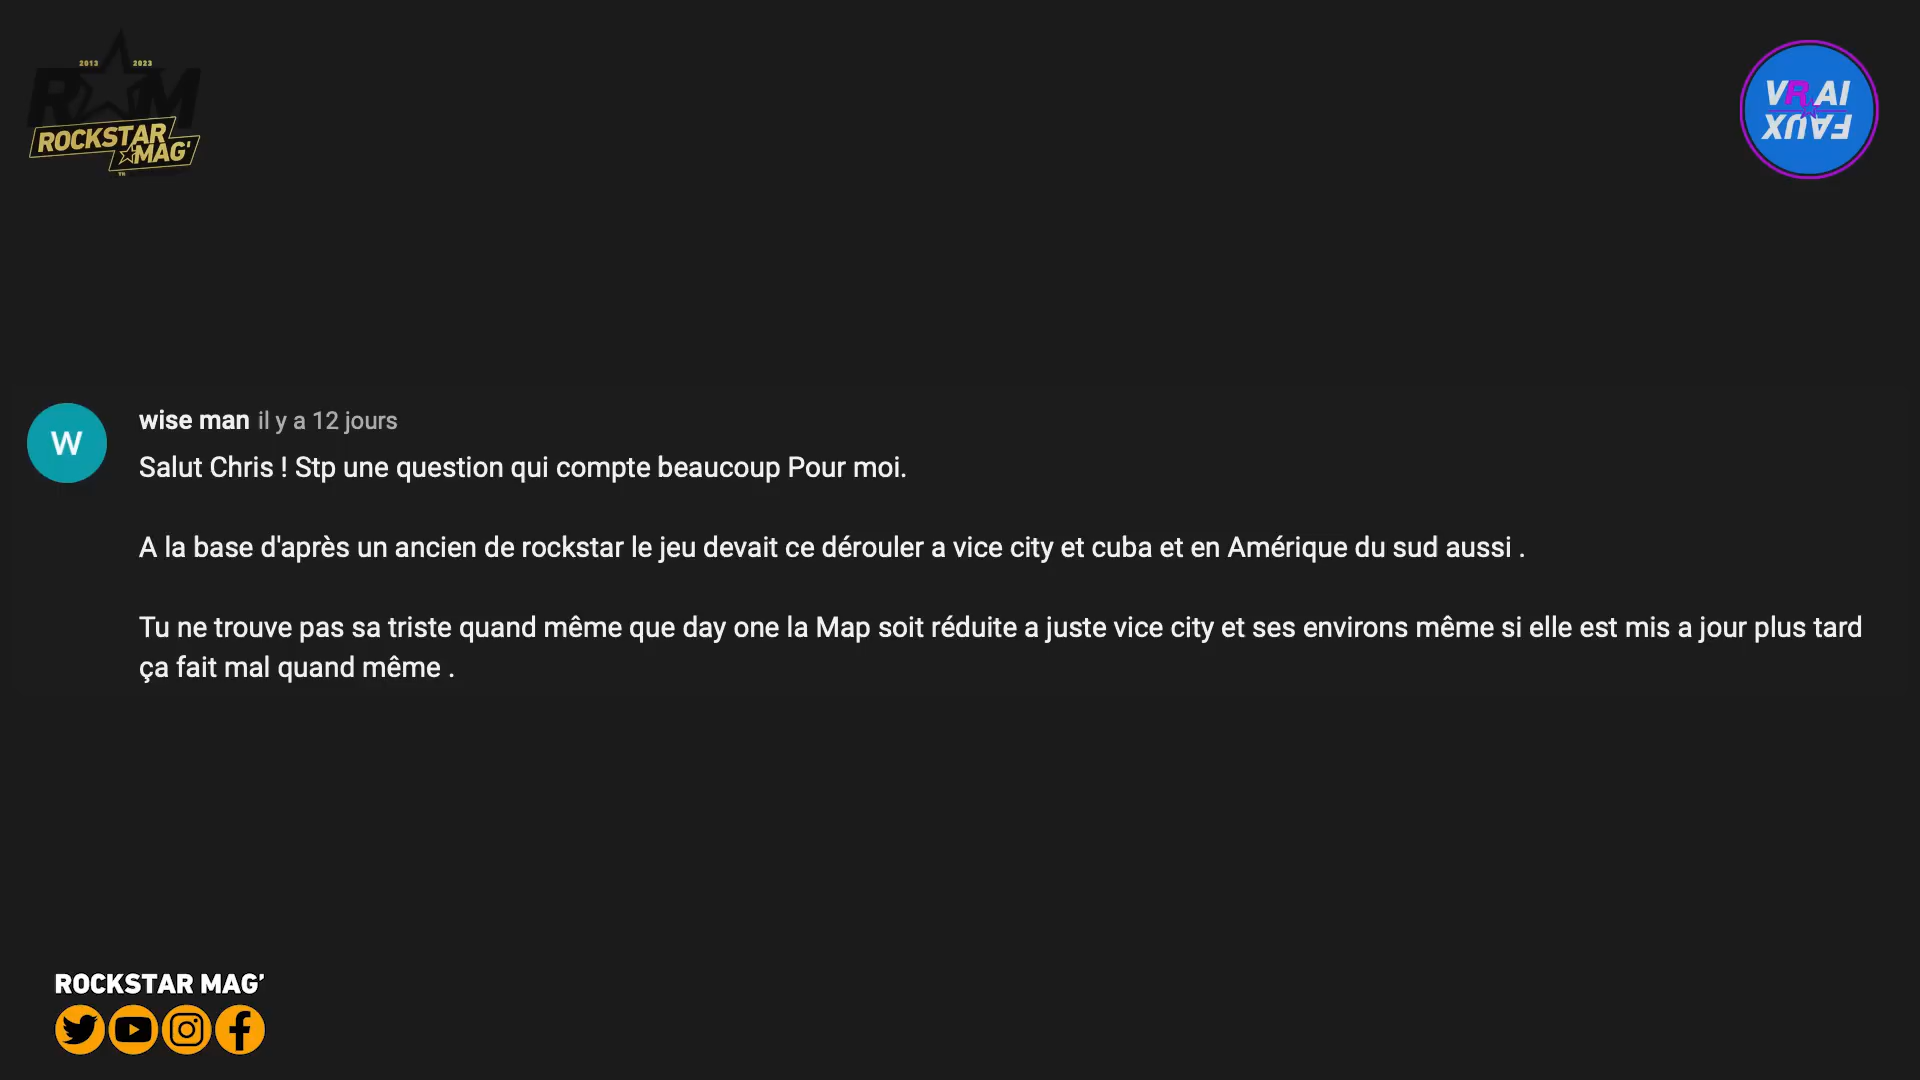 2013 2023
RM
ROCKSTAR
MAG'
VRAI
FAUX
W
wise man il y a 12 jours
Salut Chris ! Stp une question qui compte beaucoup Pour moi.
A la base d'après un ancien de rockstar le jeu devait ce dérouler a vice city et cuba et en Amérique du sud aussi .
Tu ne trouve pas sa triste quand même que day one la Map soit réduite a juste vice city et ses environs même si elle est mis a jour plus tard
ça fait mal quand même .
ROCKSTAR MAG'